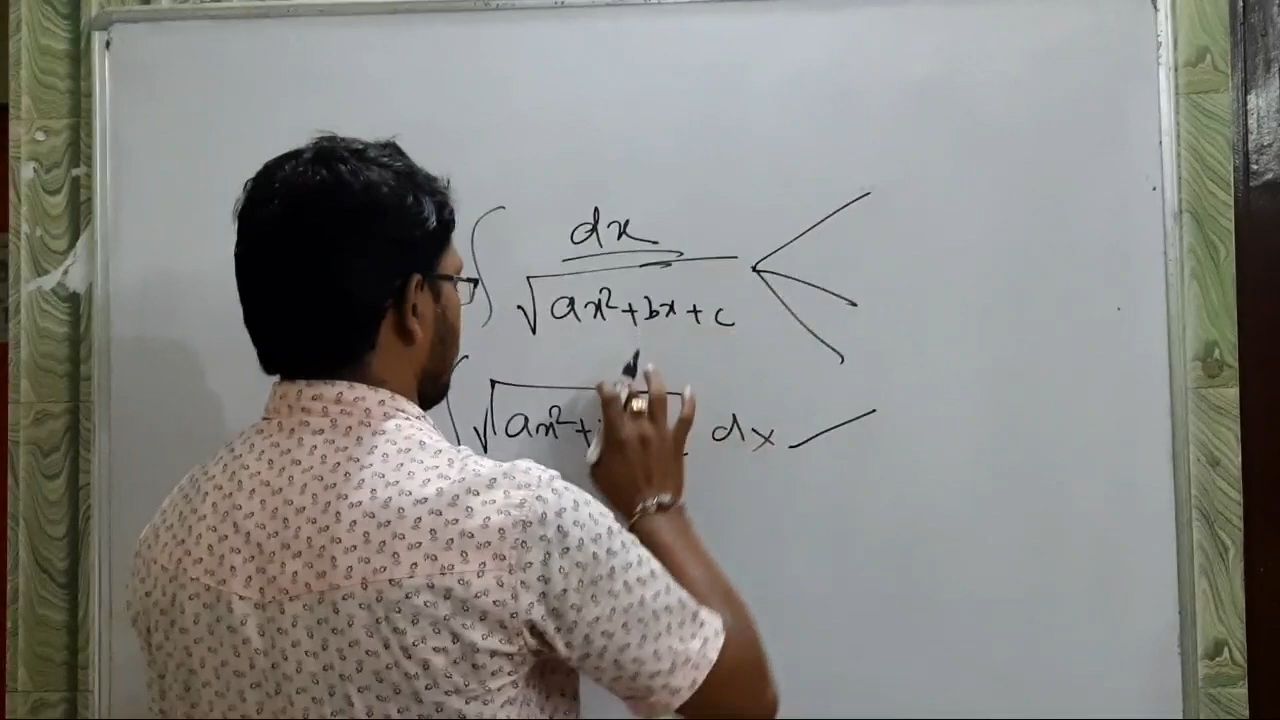 ∫ dx / √(ax²+bx+c)
∫ √(ax²+ dx